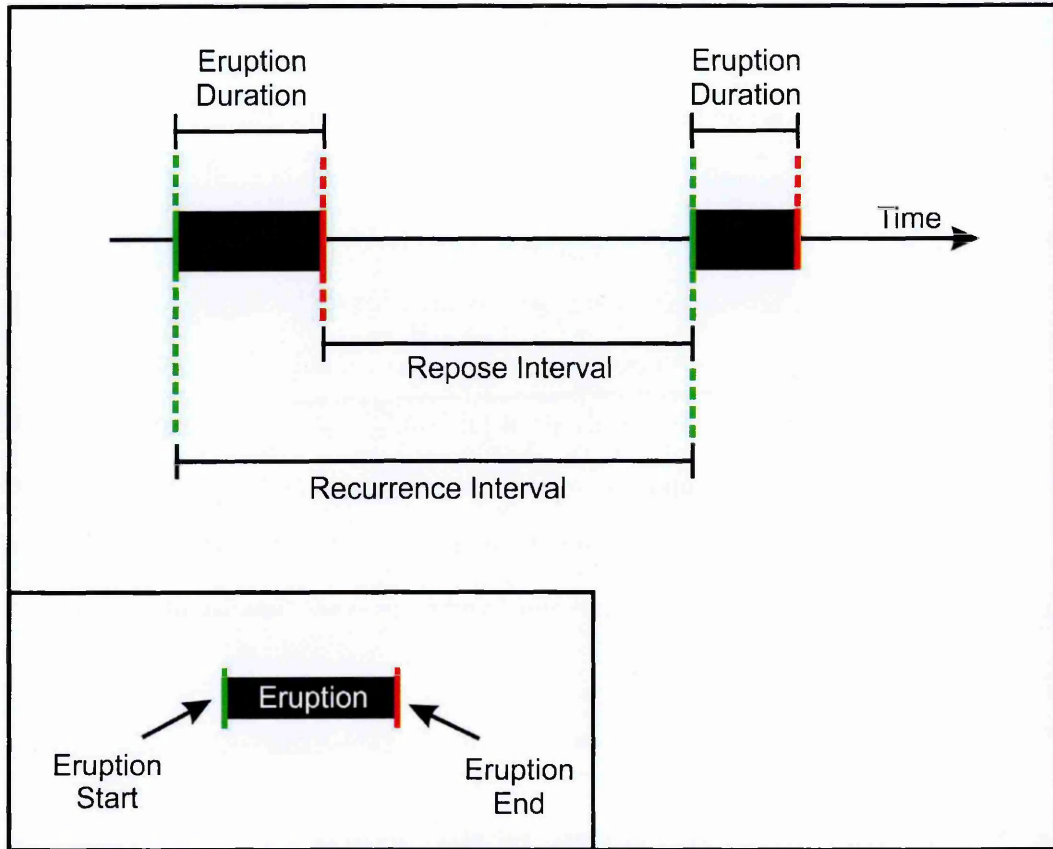 Eruption
Duration
Eruption
Duration
Time
Repose Interval
Recurrence Interval
Eruption
Eruption
Start
Eruption
End